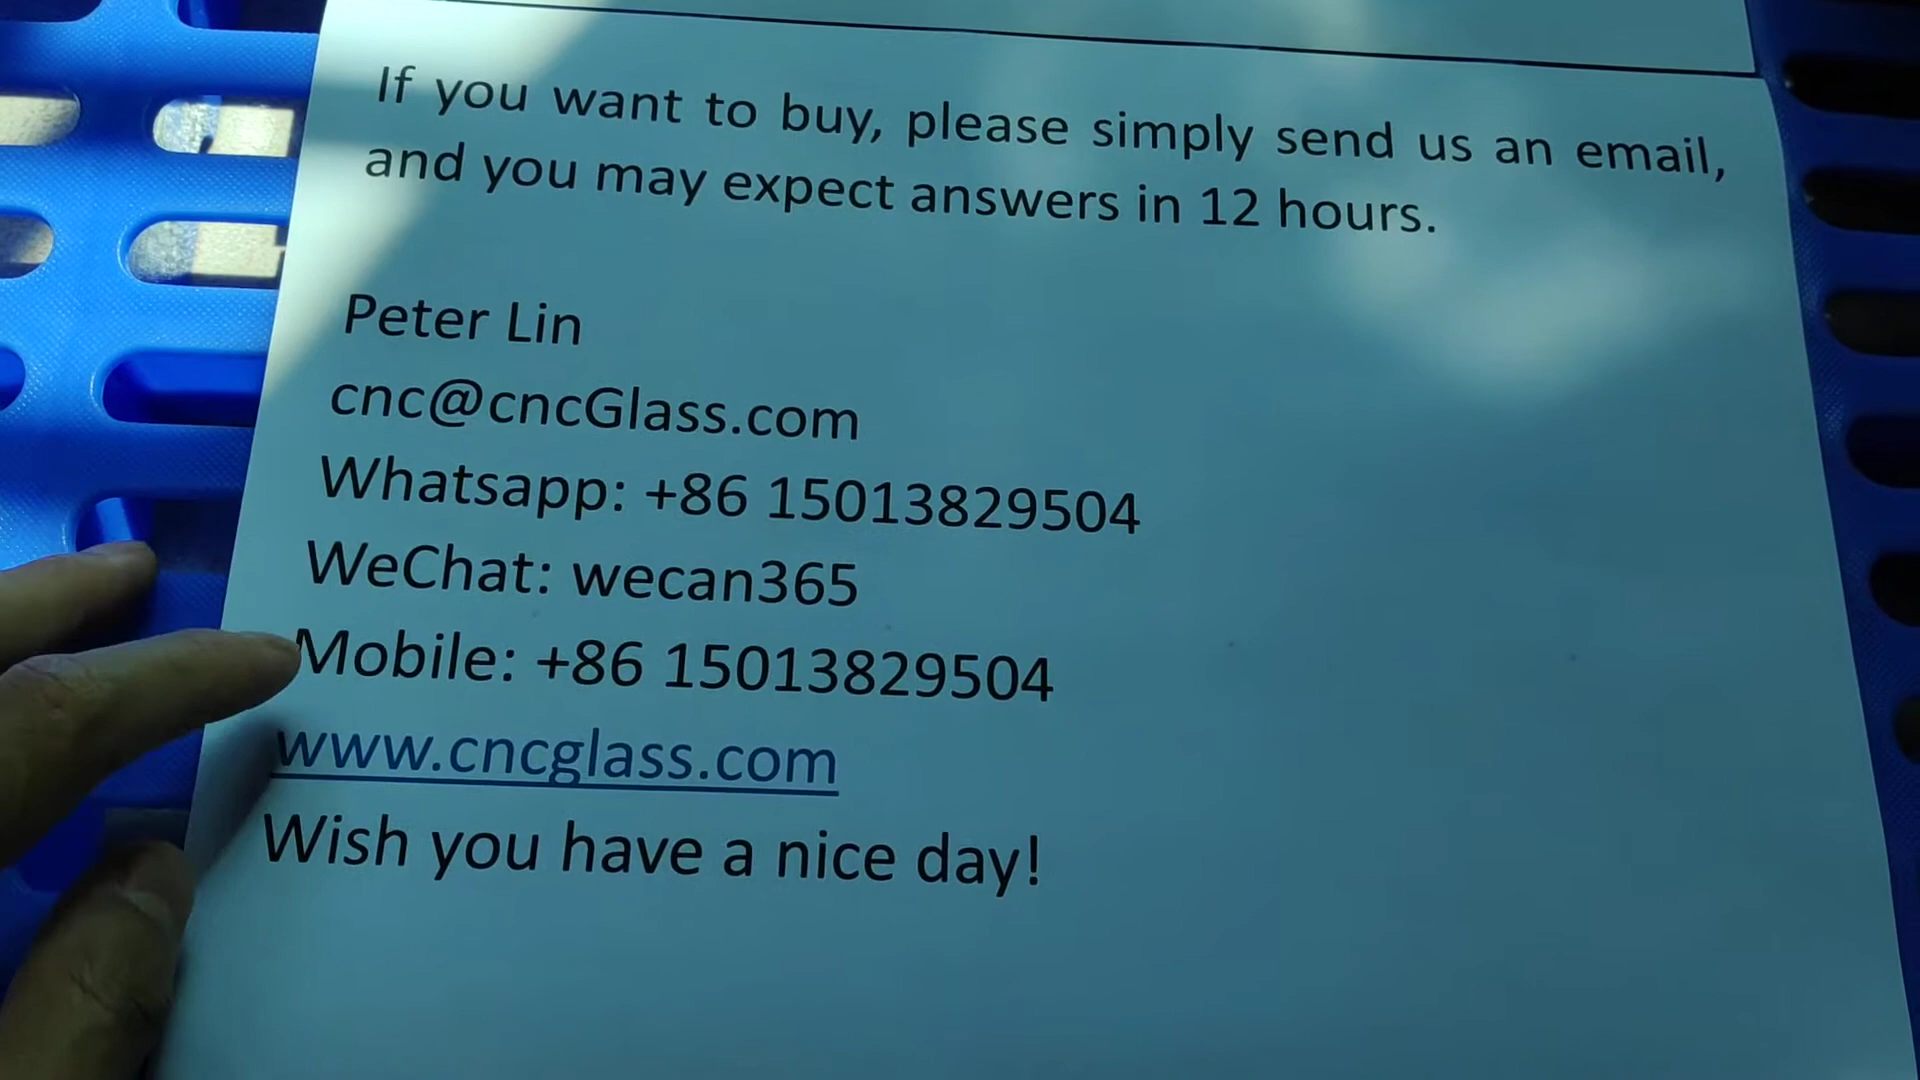 If you want to buy, please simply send us an email,
and you may expect answers in 12 hours.
Peter Lin
cnc@cncGlass.com
Whatsapp: +86 15013829504
WeChat: wecan365
Mobile: +86 15013829504
www.cncglass.com
Wish you have a nice day!